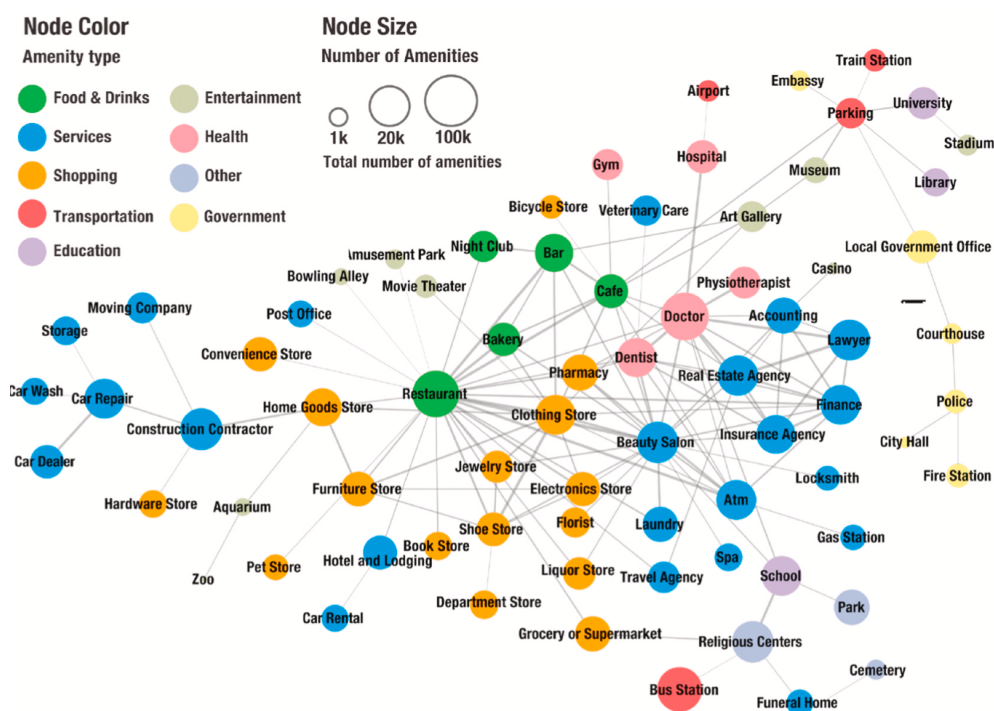 Node Color
Amenity type
Food & Drinks
Services
Shopping
Transportation
Education
Entertainment
Health
Other
Government
Node Size
Number of Amenities
1k
20k
100k
Total number of amenities
Train Station
Embassy
Airport
Parking
University
Stadium
Gym
Hospital
Museum
Library
Bicycle Store
Veterinary Care
Art Gallery
Night Club
Bar
Local Government Office
musement Park
Bowling Alley
Movie Theater
Cafe
Physiotherapist
Casino
Moving Company
Post Office
Doctor
Accounting
Storage
Bakery
Lawyer
Courthouse
Convenience Store
Dentist
Pharmacy
Real Estate Agency
Car Wash
Car Repair
Restaurant
Home Goods Store
Clothing Store
Finance
Police
Construction Contractor
Beauty Salon
Insurance Agency
City Hall
Car Dealer
Jewelry Store
Furniture Store
Electronics Store
Locksmith
Fire Station
Hardware Store
Aquarium
Atm
Shoe Store
Florist
Laundry
Gas Station
Book Store
Hotel and Lodging
Spa
Pet Store
Zoo
Liquor Store
Travel Agency
School
Department Store
Park
Car Rental
Grocery or Supermarket
Religious Centers
Cemetery
Bus Station
Funeral Home